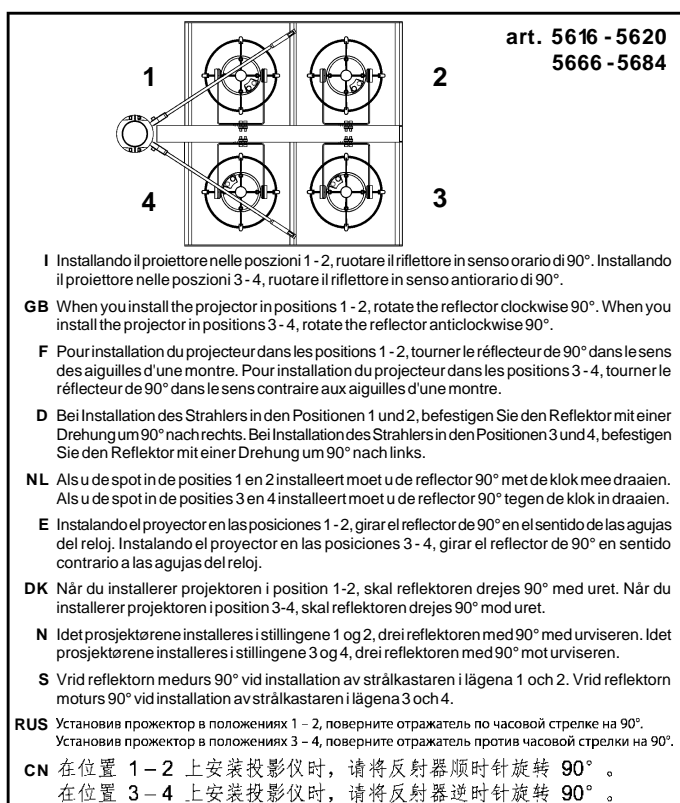 art. 5616 - 5620
5666 - 5684
1
2
4
3
I Installando il proiettore nelle poszioni 1 - 2, ruotare il riflettore in senso orario di 90°. Installando
il proiettore nelle poszioni 3 - 4, ruotare il riflettore in senso antiorario di 90°.
GB When you install the projector in positions 1 - 2, rotate the reflector clockwise 90°. When you
install the projector in positions 3 - 4, rotate the reflector anticlockwise 90°.
F Pour installation du projecteur dans les positions 1 - 2, tourner le réflecteur de 90° dans le sens
des aiguilles d'une montre. Pour installation du projecteur dans les positions 3 - 4, tourner le
réflecteur de 90° dans le sens contraire aux aiguilles d'une montre.
D Bei Installation des Strahlers in den Positionen 1 und 2, befestigen Sie den Reflektor mit einer
Drehung um 90° nach rechts. Bei Installation des Strahlers in den Positionen 3 und 4, befestigen
Sie den Reflektor mit einer Drehung um 90° nach links.
NL Als u de spot in de posities 1 en 2 installeert moet u de reflector 90° met de klok mee draaien.
Als u de spot in de posities 3 en 4 installeert moet u de reflector 90° tegen de klok in draaien.
E Instalando el proyector en las posiciones 1 - 2, girar el reflector de 90° en el sentido de las agujas
del reloj. Instalando el proyector en las posiciones 3 - 4, girar el reflector de 90° en sentido
contrario a las agujas del reloj.
DK Når du installerer projektoren i position 1-2, skal reflektoren drejes 90° med uret. Når du
installerer projektoren i position 3-4, skal reflektoren drejes 90° mod uret.
N Idet prosjektørene installeres i stillingene 1 og 2, drei reflektoren med 90° med urviseren. Idet
prosjektørene installeres i stillingene 3 og 4, drei reflektoren med 90° mot urviseren.
S Vrid reflektorn medurs 90° vid installation av strålkastaren i lägena 1 och 2. Vrid reflektorn
moturs 90° vid installation av strålkastaren i lägena 3 och 4.
RUS Установив прожектор в положениях 1 – 2, поверните отражатель по часовой стрелке на 90°.
Установив прожектор в положениях 3 – 4, поверните отражатель против часовой стрелки на 90°.
CN 在位置 1 – 2 上安装投影仪时，请将反射器顺时针旋转 90° 。
在位置 3 – 4 上安装投影仪时，请将反射器逆时针旋转 90° 。